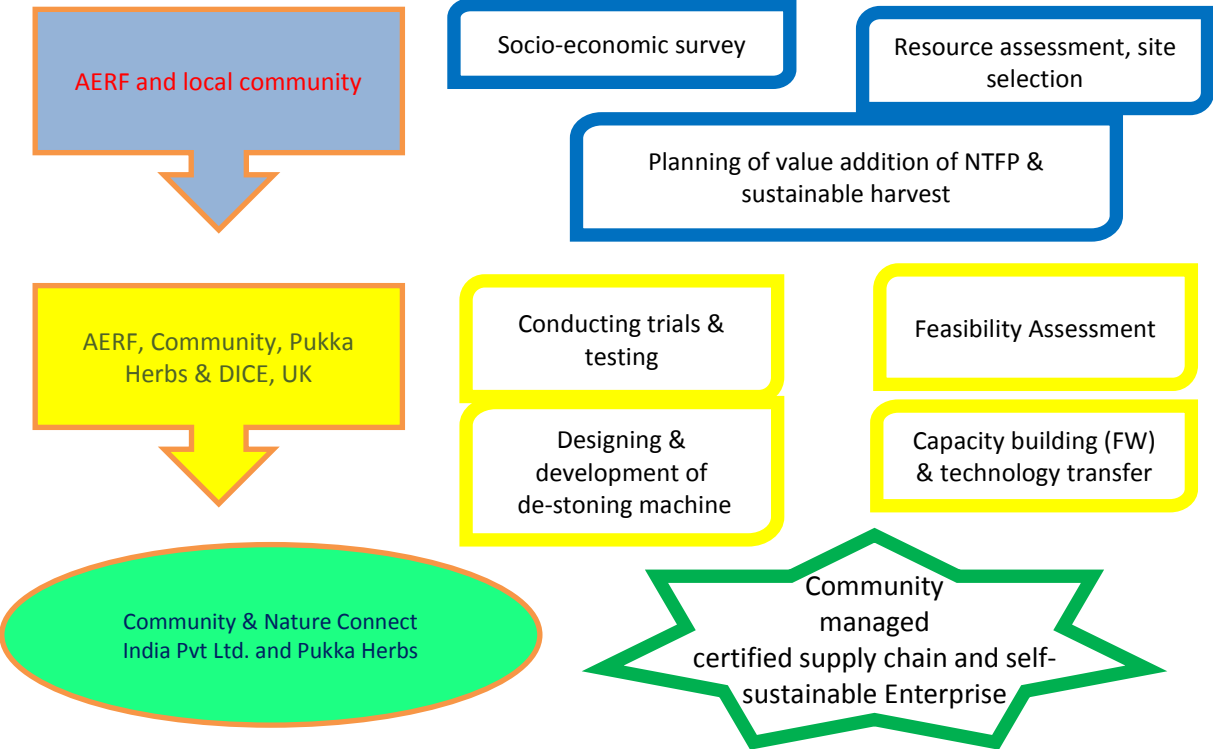 AERF and local community
Socio-economic survey
Resource assessment, site
selection
Planning of value addition of NTFP &
sustainable harvest
AERF, Community, Pukka
Herbs & DICE, UK
Conducting trials &
testing
Feasibility Assessment
Designing &
development of
de-stoning machine
Capacity building (FW)
& technology transfer
Community & Nature Connect
India Pvt Ltd. and Pukka Herbs
Community
managed
certified supply chain and self-
sustainable Enterprise